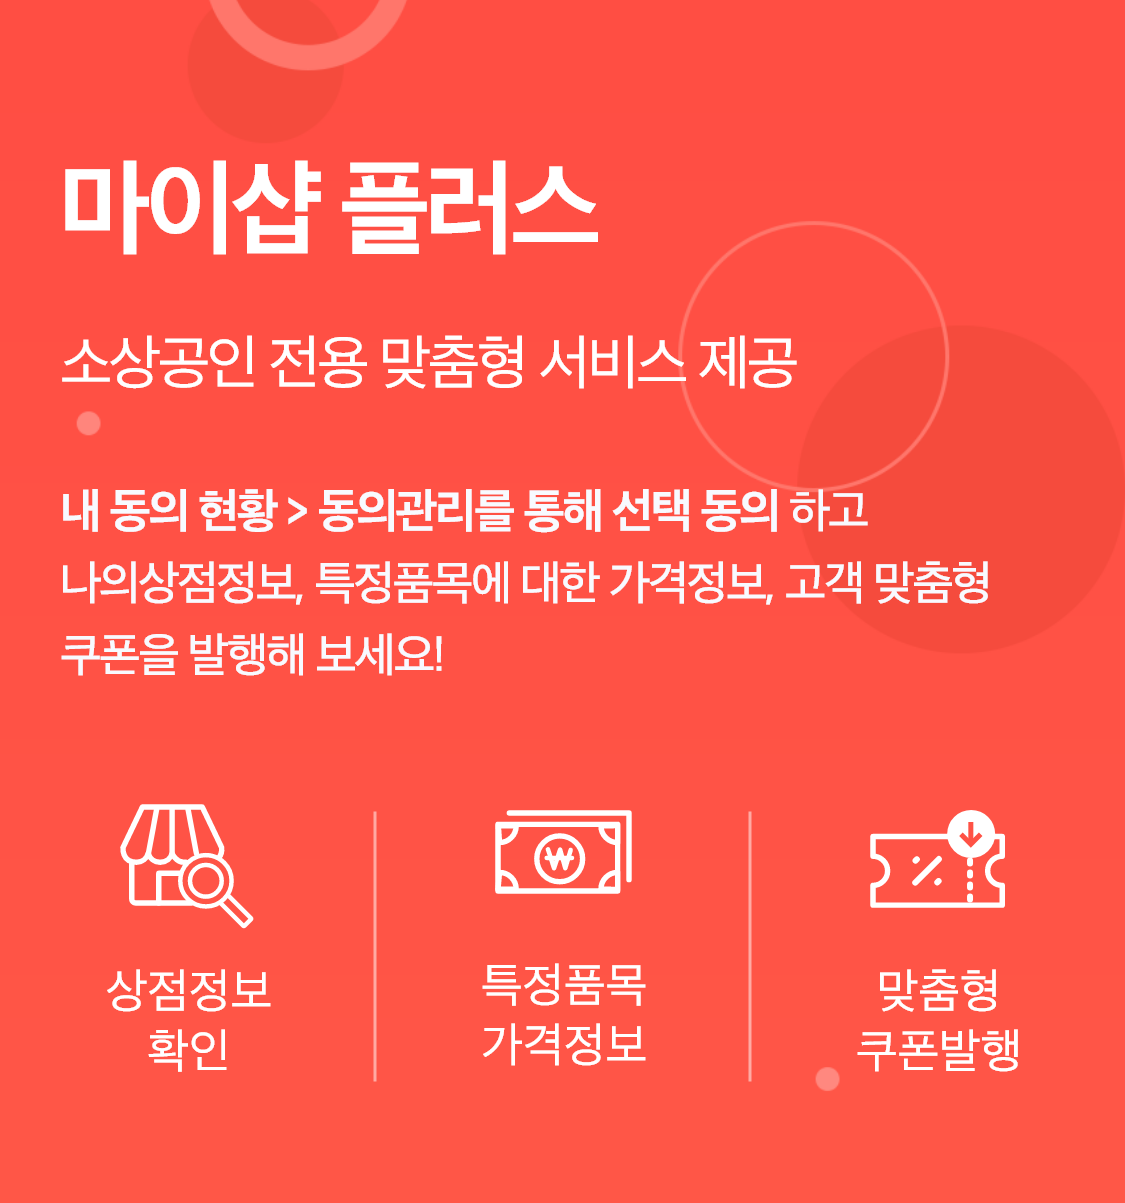 마이샵 플러스
소상공인 전용 맞춤형 서비스 제공
내 동의 현황 > 동의관리를 통해 선택 동의 하고
나의상점정보, 특정품목에 대한 가격정보, 고객 맞춤형
쿠폰을 발행해 보세요!
상점정보
확인
특정품목
가격정보
맞춤형
쿠폰발행